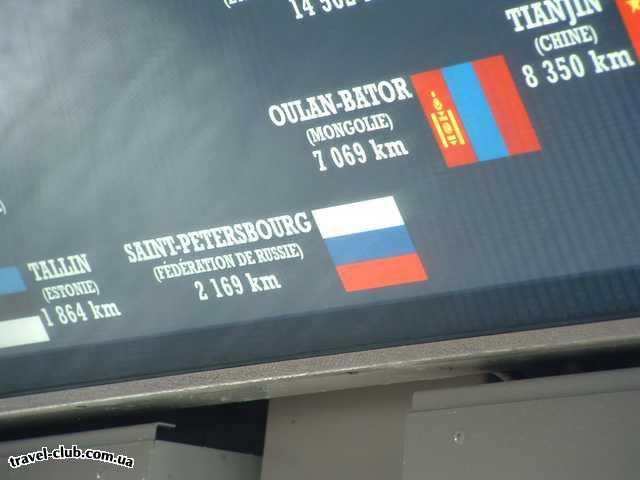 TIANJIN
(CHINE)
8 350 km
OULAN-BATOR
(MONGOLIE)
7 069 km
SAINT-PETERSBOURG
(FÉDÉRATION DE RUSSIE)
2 169 km
TALLIN
(ESTONIE)
1 864 km
travel-club.com.ua